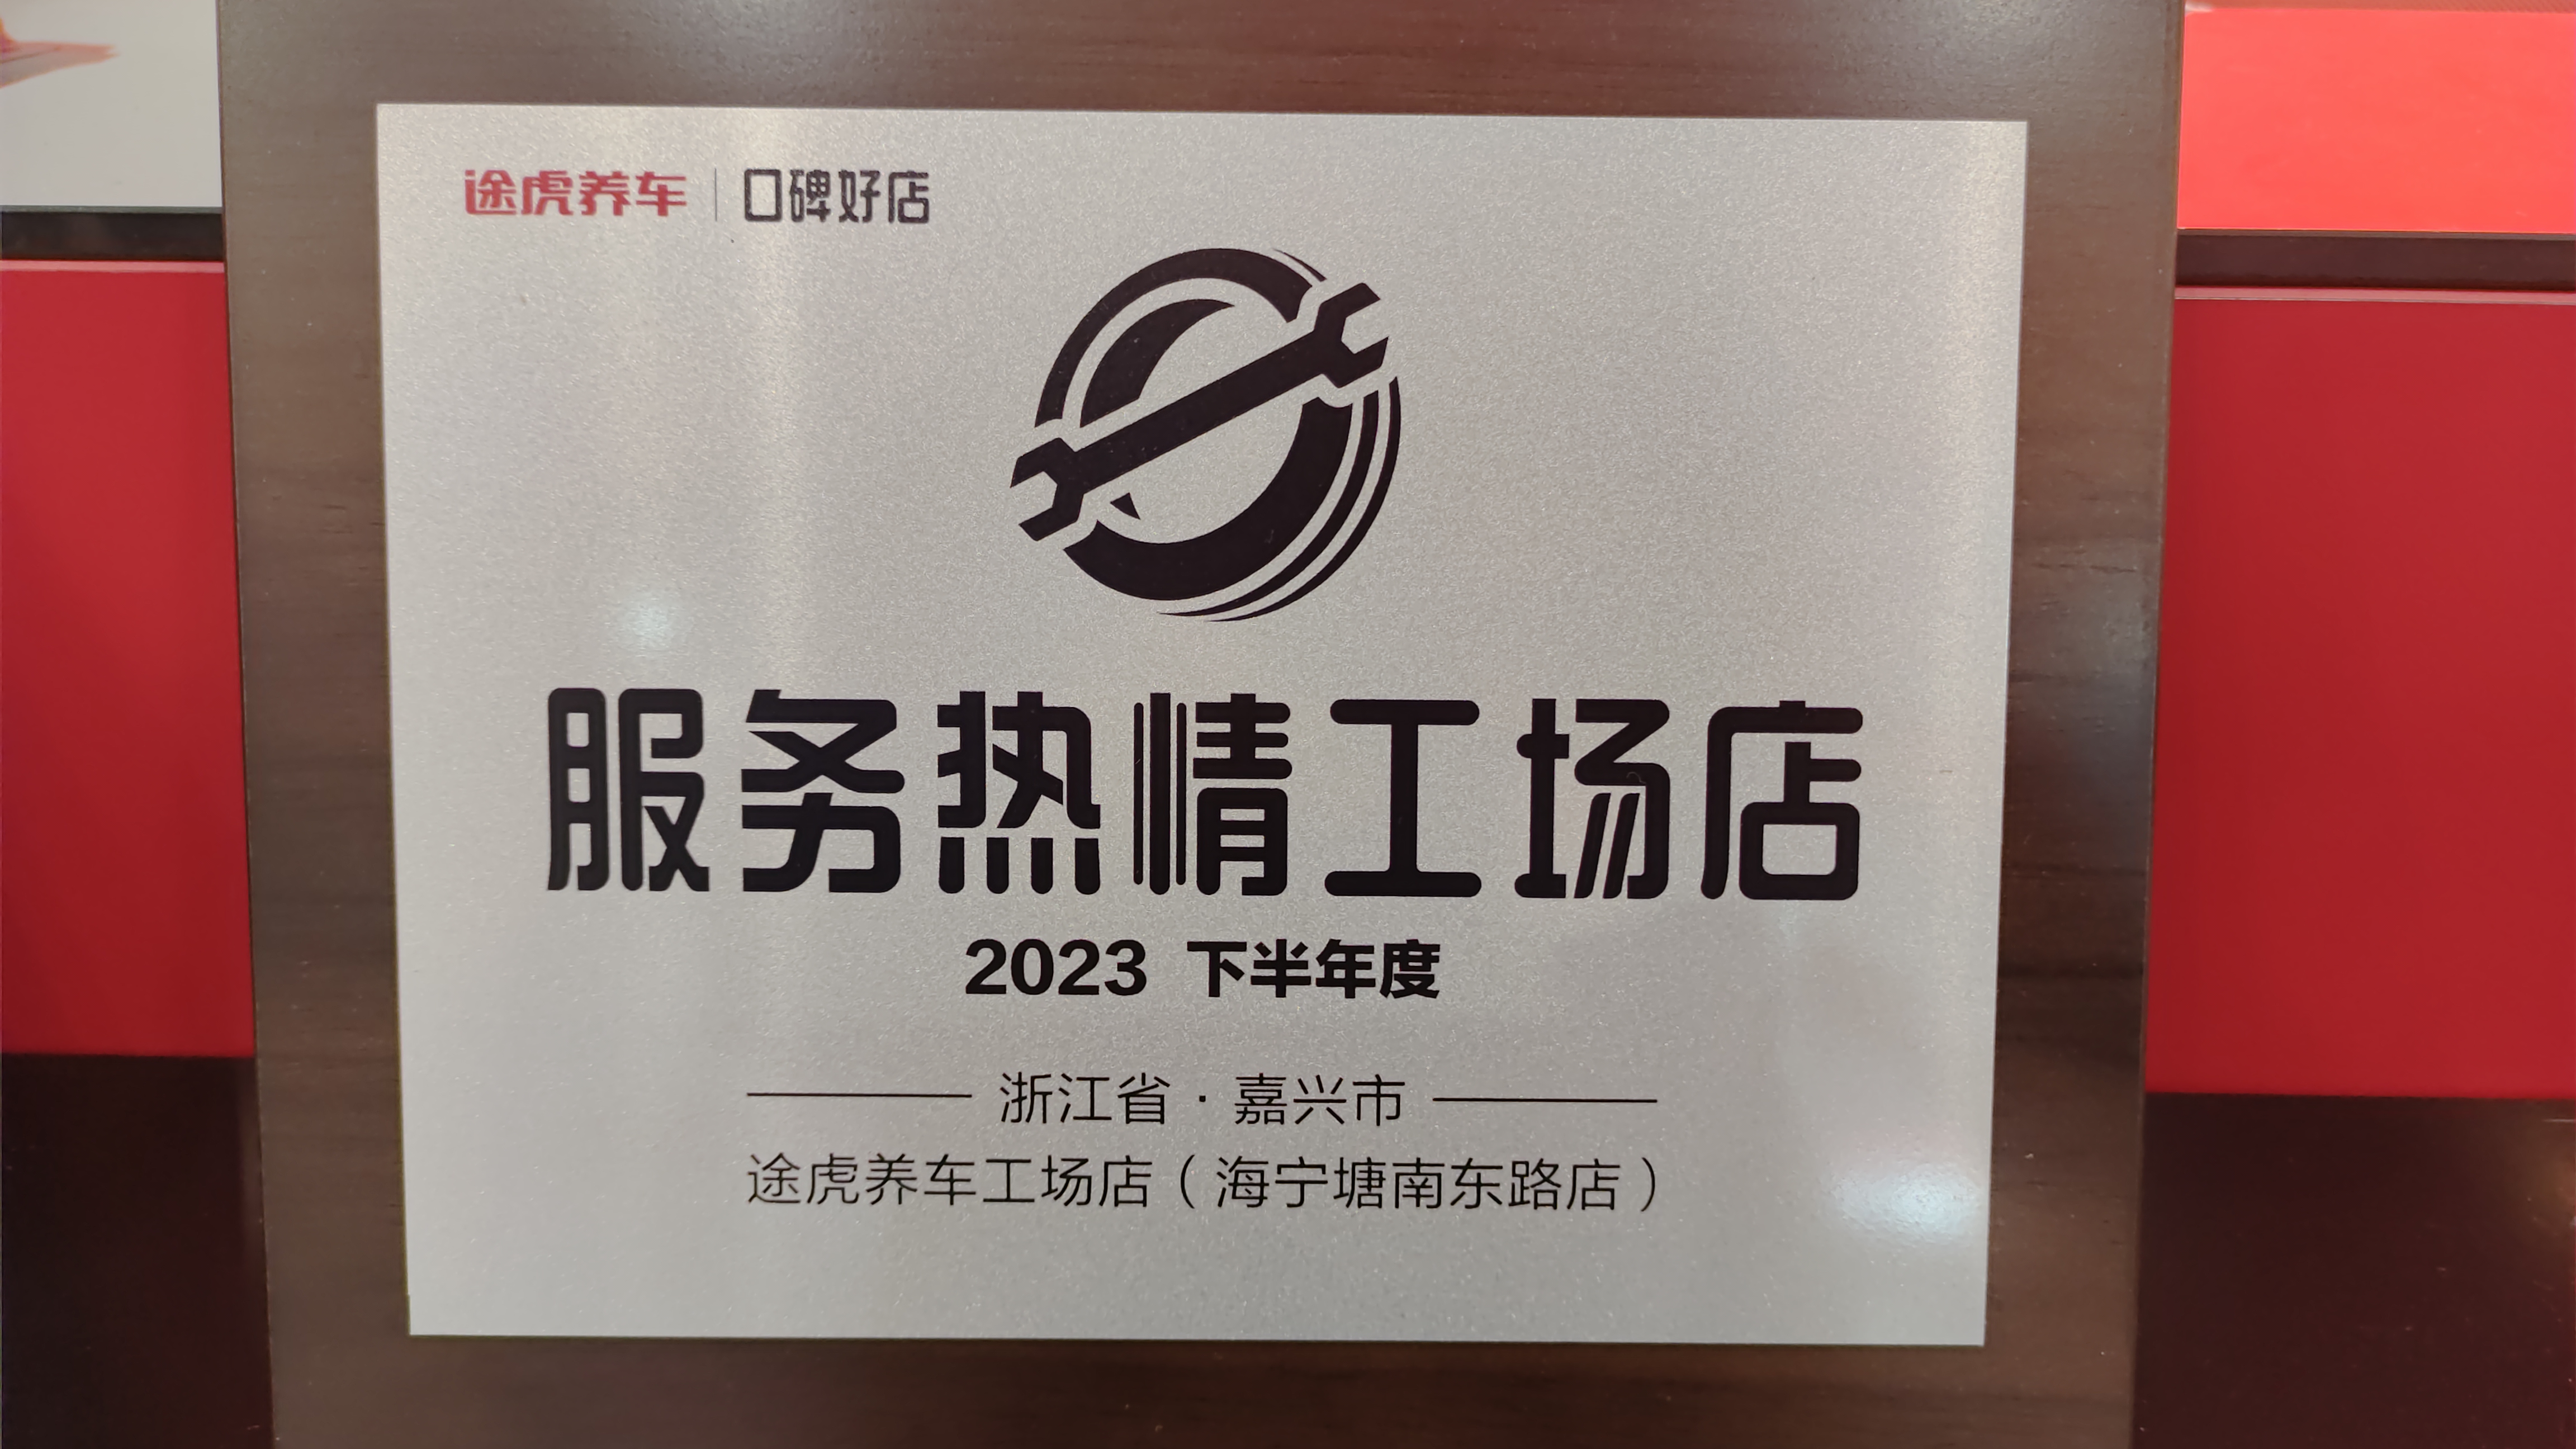 途虎养车 | 口碑好店
服务热情工场店
2023 下半年度
浙江省·嘉兴市
途虎养车工场店（海宁塘南东路店）